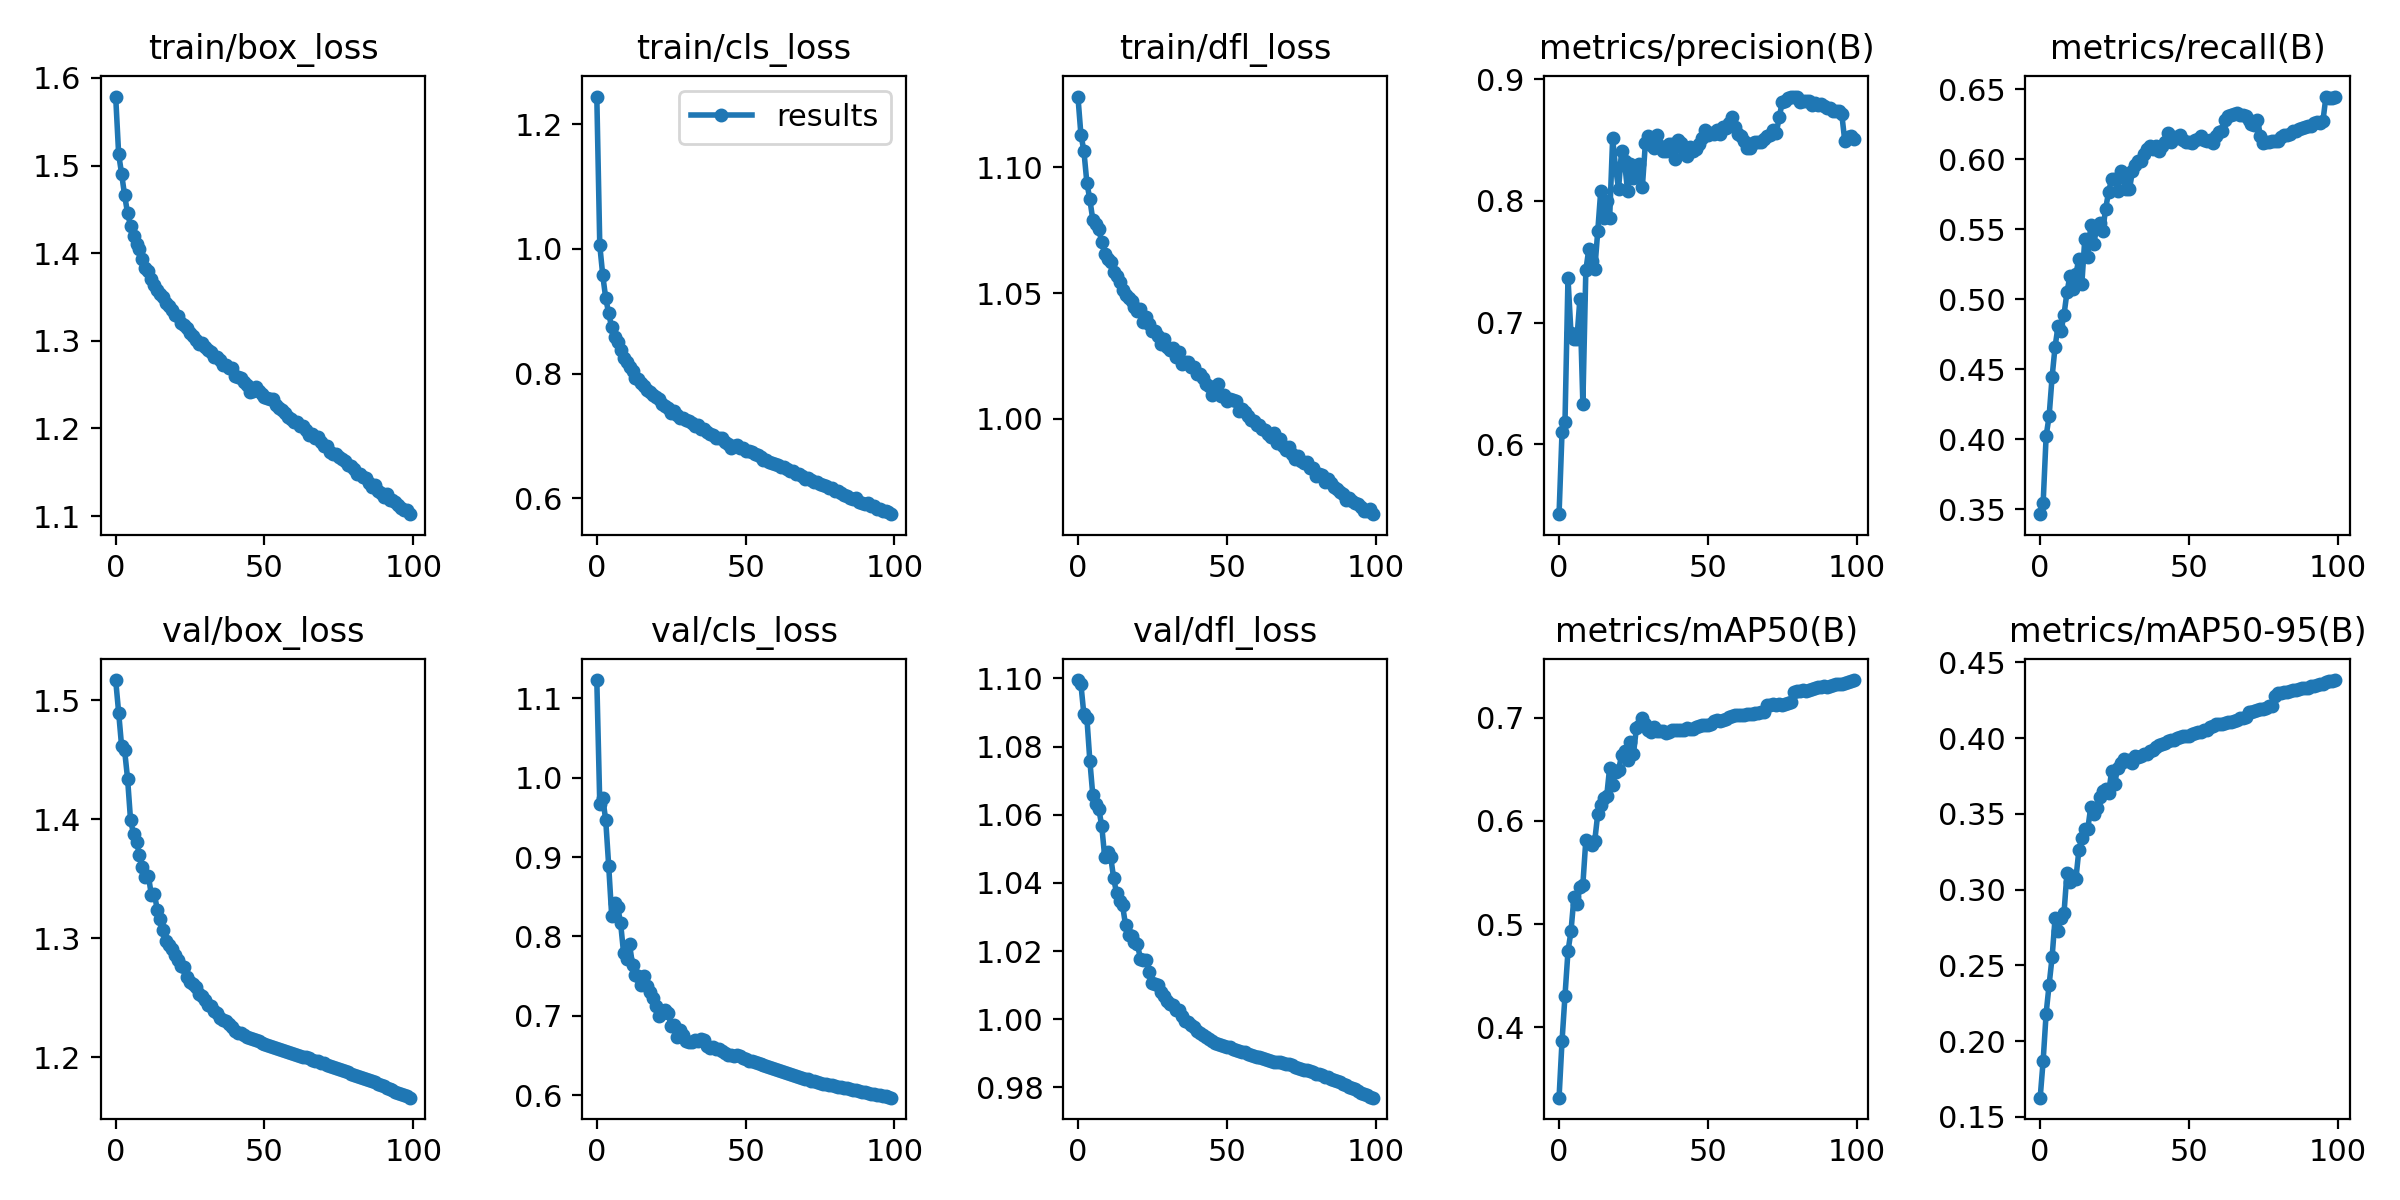 train/box_loss
1.6
1.5
1.4
1.3
1.2
1.1
0 50 100
train/cls_loss
results
1.2
1.0
0.8
0.6
0 50 100
train/dfl_loss
1.10
1.05
1.00
0 50 100
metrics/precision(B)
0.9
0.8
0.7
0.6
0 50 100
metrics/recall(B)
0.65
0.60
0.55
0.50
0.45
0.40
0.35
0 50 100
val/box_loss
1.5
1.4
1.3
1.2
0 50 100
val/cls_loss
1.1
1.0
0.9
0.8
0.7
0.6
0 50 100
val/dfl_loss
1.10
1.08
1.06
1.04
1.02
1.00
0.98
0 50 100
metrics/mAP50(B)
0.7
0.6
0.5
0.4
0 50 100
metrics/mAP50-95(B)
0.45
0.40
0.35
0.30
0.25
0.20
0.15
0 50 100